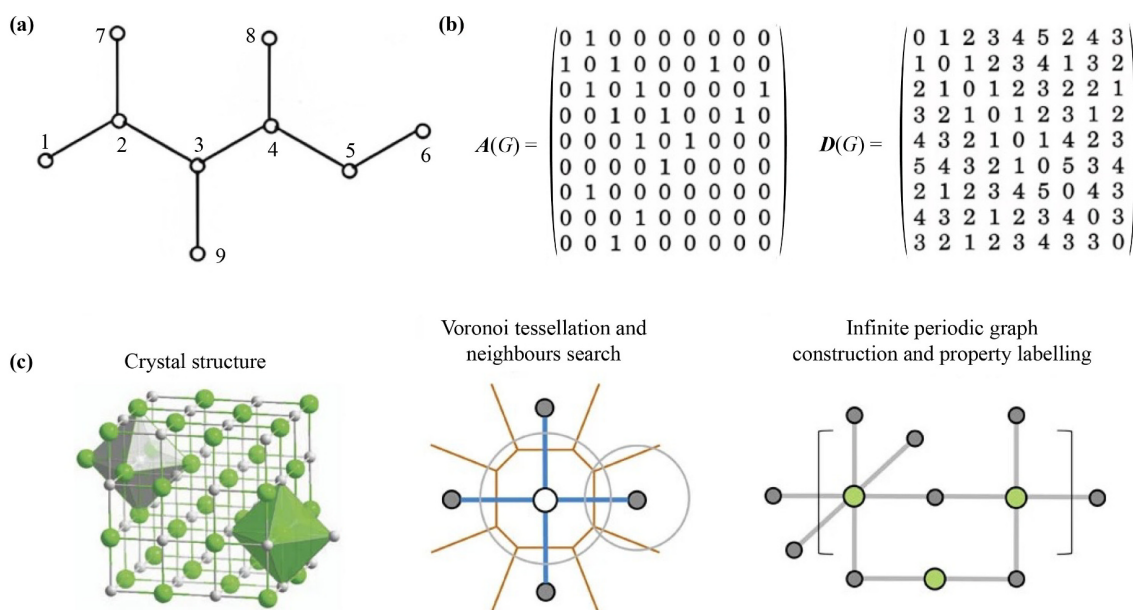 (a)
7
8
1
2
3
4
5
6
9
(b)
A(G) =
0 1 0 0 0 0 0 0 0
1 0 1 0 0 0 1 0 0
0 1 0 1 0 0 0 0 1
0 0 1 0 1 0 0 1 0
0 0 0 1 0 1 0 0 0
0 0 0 0 1 0 0 0 0
0 1 0 0 0 0 0 0 0
0 0 0 1 0 0 0 0 0
0 0 1 0 0 0 0 0 0
D(G) =
0 1 2 3 4 5 2 4 3
1 0 1 2 3 4 1 3 2
2 1 0 1 2 3 2 2 1
3 2 1 0 1 2 3 1 2
4 3 2 1 0 1 4 2 3
5 4 3 2 1 0 5 3 4
2 1 2 3 4 5 0 4 3
4 3 2 1 2 3 4 0 3
3 2 1 2 3 4 3 3 0
(c)
Crystal structure
Voronoi tessellation and
neighbours search
Infinite periodic graph
construction and property labelling